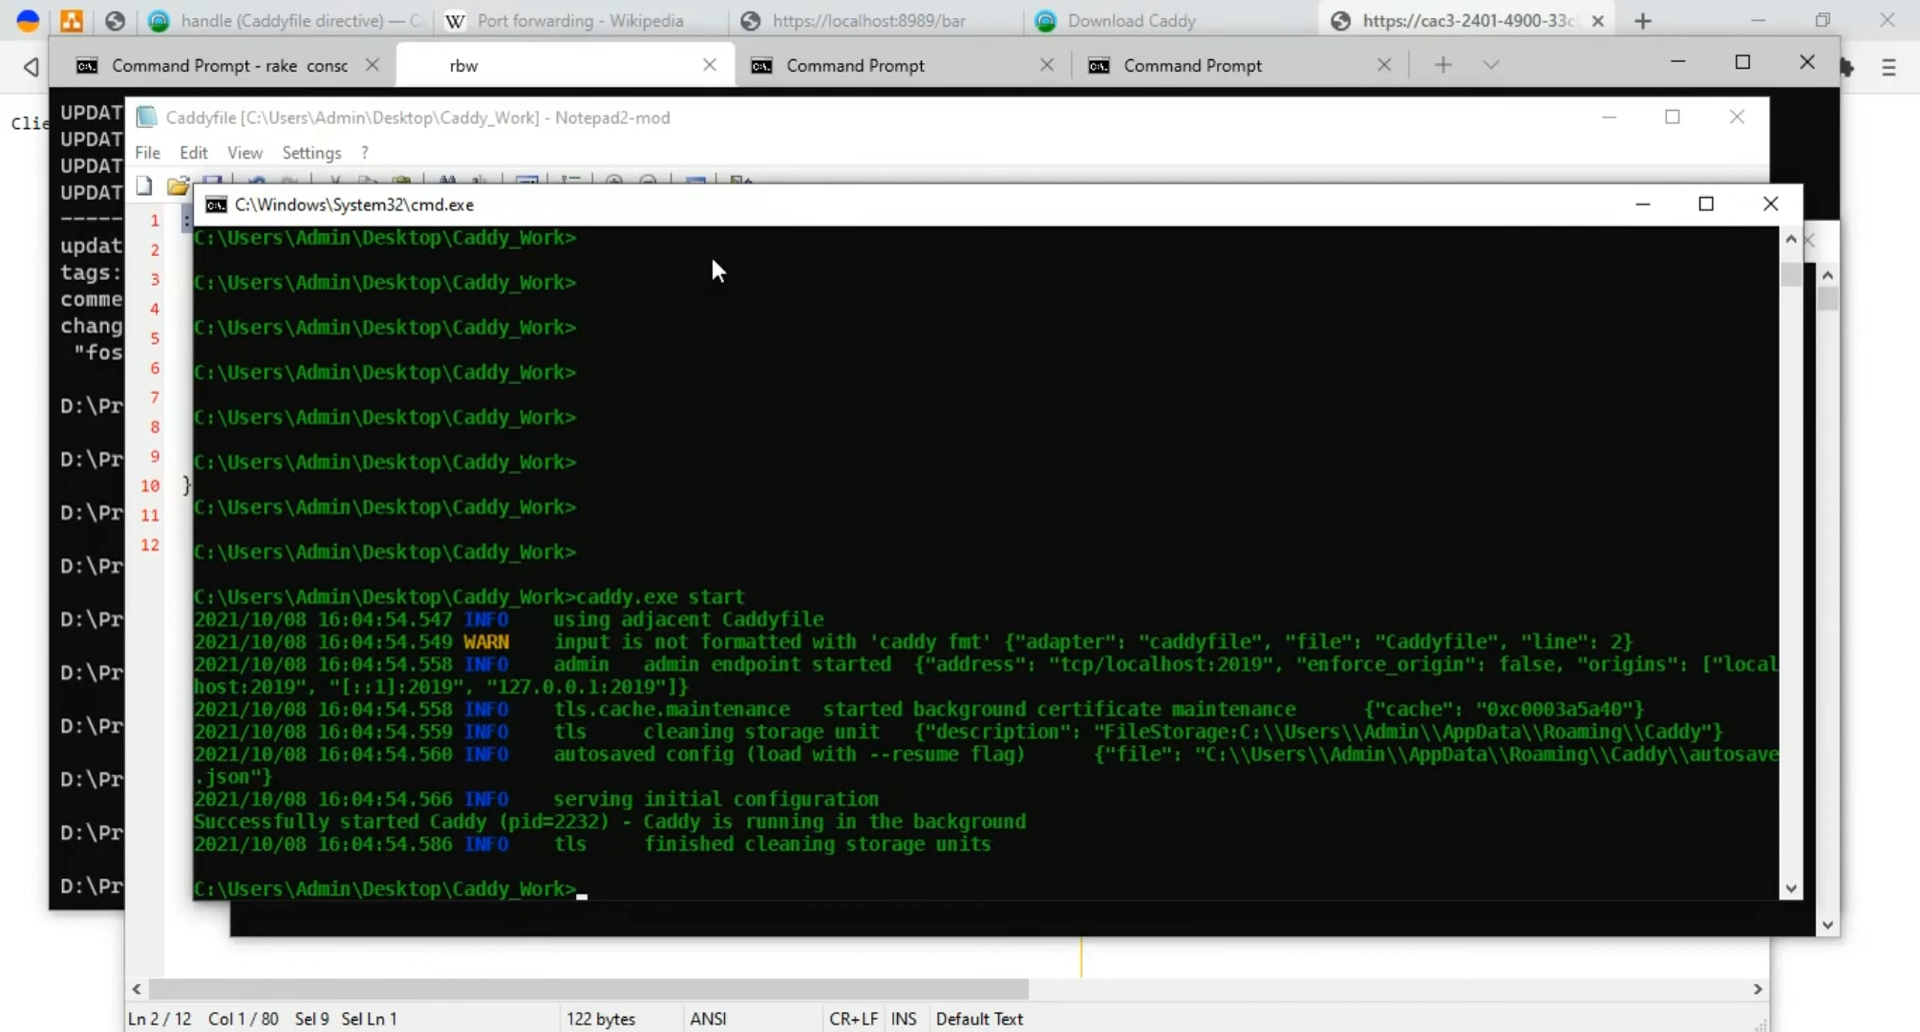 handle (Caddyfile directive) — C
Port forwarding - Wikipedia
https://localhost:8989/bar
Download Caddy
https://cac3-2401-4900-33c
Command Prompt - rake consc
rbw
Command Prompt
Command Prompt
Clie
UPDAT
UPDAT
UPDAT
UPDAT
-----
updat
tags:
comme
chang
"fos
D:\Pr
D:\Pr
D:\Pr
D:\Pr
D:\Pr
D:\Pr
D:\Pr
D:\Pr
D:\Pr
D:\Pr
Caddyfile [C:\Users\Admin\Desktop\Caddy_Work] - Notepad2-mod
File Edit View Settings ?
1 :
2
3
4
5
6
7
8
9
10 }
11
12
C:\Windows\System32\cmd.exe
C:\Users\Admin\Desktop\Caddy_Work>
C:\Users\Admin\Desktop\Caddy_Work>
C:\Users\Admin\Desktop\Caddy_Work>
C:\Users\Admin\Desktop\Caddy_Work>
C:\Users\Admin\Desktop\Caddy_Work>
C:\Users\Admin\Desktop\Caddy_Work>
C:\Users\Admin\Desktop\Caddy_Work>
C:\Users\Admin\Desktop\Caddy_Work>
C:\Users\Admin\Desktop\Caddy_Work>caddy.exe start
2021/10/08 16:04:54.547 INFO using adjacent Caddyfile
2021/10/08 16:04:54.549 WARN input is not formatted with 'caddy fmt' {"adapter": "caddyfile", "file": "Caddyfile", "line": 2}
2021/10/08 16:04:54.558 INFO admin admin endpoint started {"address": "tcp/localhost:2019", "enforce_origin": false, "origins": ["local
host:2019", "[::1]:2019", "127.0.0.1:2019"]}
2021/10/08 16:04:54.558 INFO tls.cache.maintenance started background certificate maintenance {"cache": "0xc0003a5a40"}
2021/10/08 16:04:54.559 INFO tls cleaning storage unit {"description": "FileStorage:C:\\Users\\Admin\\AppData\\Roaming\\Caddy"}
2021/10/08 16:04:54.560 INFO autosaved config (load with --resume flag) {"file": "C:\\Users\\Admin\\AppData\\Roaming\\Caddy\\autosave
.json"}
2021/10/08 16:04:54.566 INFO serving initial configuration
Successfully started Caddy (pid=2232) - Caddy is running in the background
2021/10/08 16:04:54.586 INFO tls finished cleaning storage units
C:\Users\Admin\Desktop\Caddy_Work>
Ln 2 / 12 Col 1 / 80 Sel 9 Sel Ln 1 122 bytes ANSI CR+LF INS Default Text